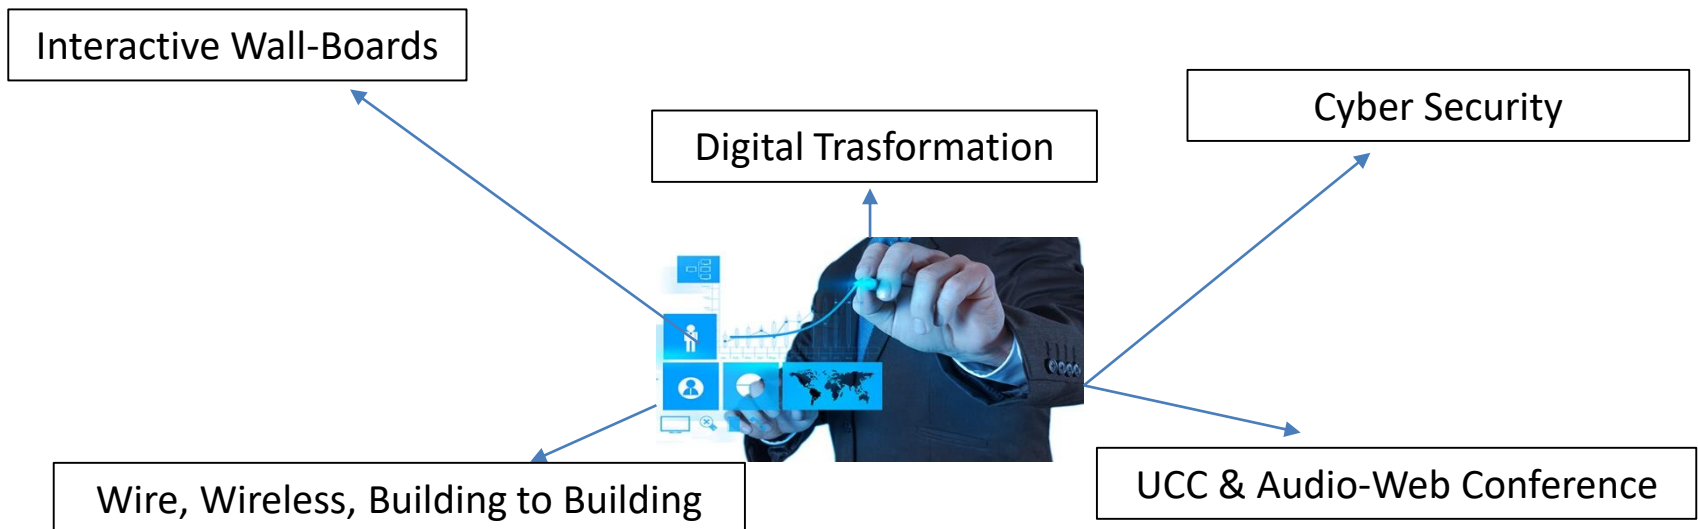 Interactive Wall-Boards
Cyber Security
Digital Trasformation
Wire, Wireless, Building to Building
UCC & Audio-Web Conference